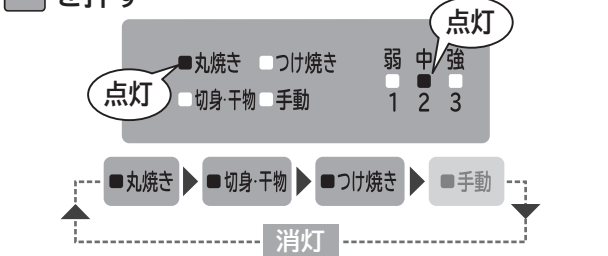 を押す
点灯
■丸焼き □つけ焼き 弱 中 強
点灯
□切身・干物 □手動 1 2 3
■丸焼き ▶ ■切身・干物 ▶ ■つけ焼き ▶ ■手動
消灯